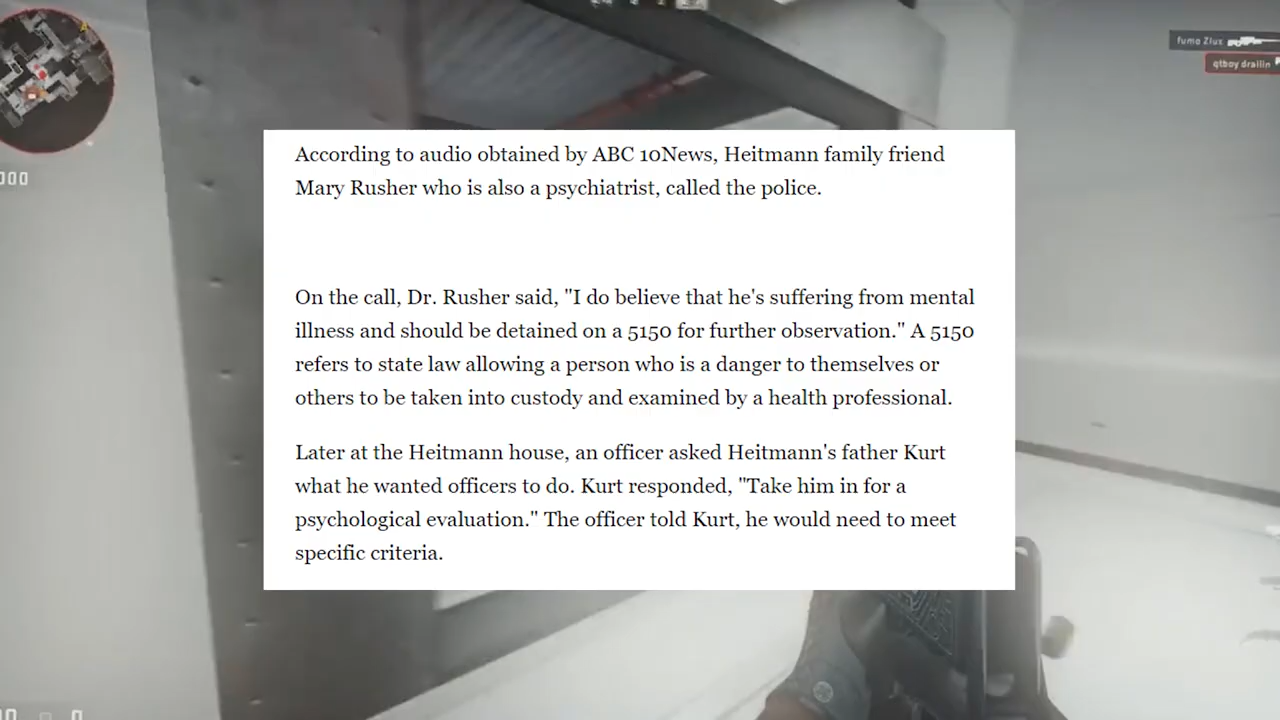 fumo Zlux
qtboy drailin
000
According to audio obtained by ABC 10News, Heitmann family friend
Mary Rusher who is also a psychiatrist, called the police.
On the call, Dr. Rusher said, "I do believe that he's suffering from mental
illness and should be detained on a 5150 for further observation." A 5150
refers to state law allowing a person who is a danger to themselves or
others to be taken into custody and examined by a health professional.
Later at the Heitmann house, an officer asked Heitmann's father Kurt
what he wanted officers to do. Kurt responded, "Take him in for a
psychological evaluation." The officer told Kurt, he would need to meet
specific criteria.